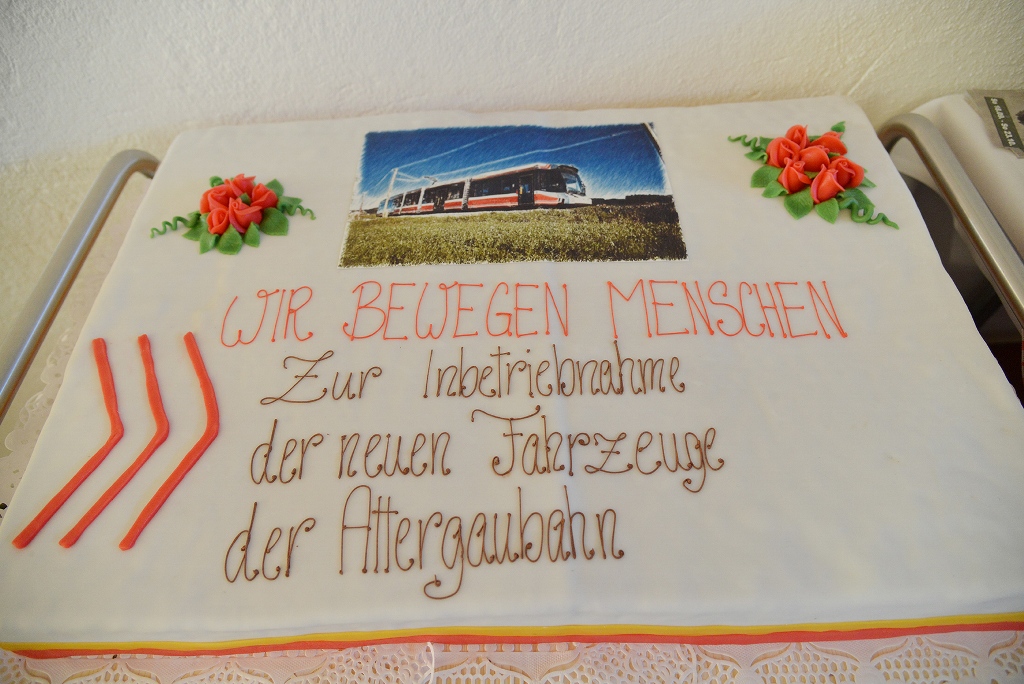 WIR BEWEGEN MENSCHEN
Zur Inbetriebnahme
der neuen Fahrzeuge
der Attergaubahn